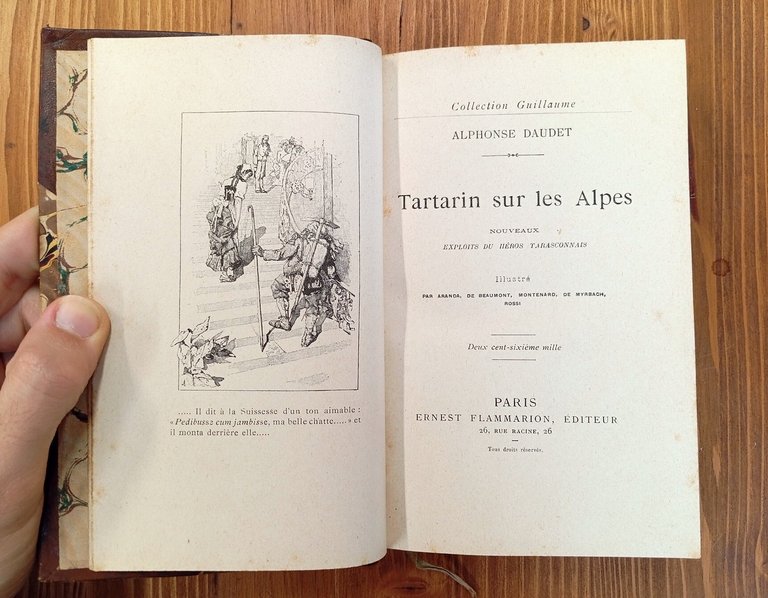 ..... Il dit à la Suissesse d'un ton aimable :
« Pedibussz cum jambisse, ma belle chatte..... » et
il monta derrière elle.....
Collection Guillaume
ALPHONSE DAUDET
Tartarin sur les Alpes
NOUVEAUX
EXPLOITS DU HÉROS TARASCONNAIS
Illustré
PAR ARANDA, DE BEAUMONT, MONTENARD, DE MYRBACH,
ROSSI
Deux cent-sixième mille
PARIS
ERNEST FLAMMARION, ÉDITEUR
26, RUE RACINE, 26
Tous droits réservés.